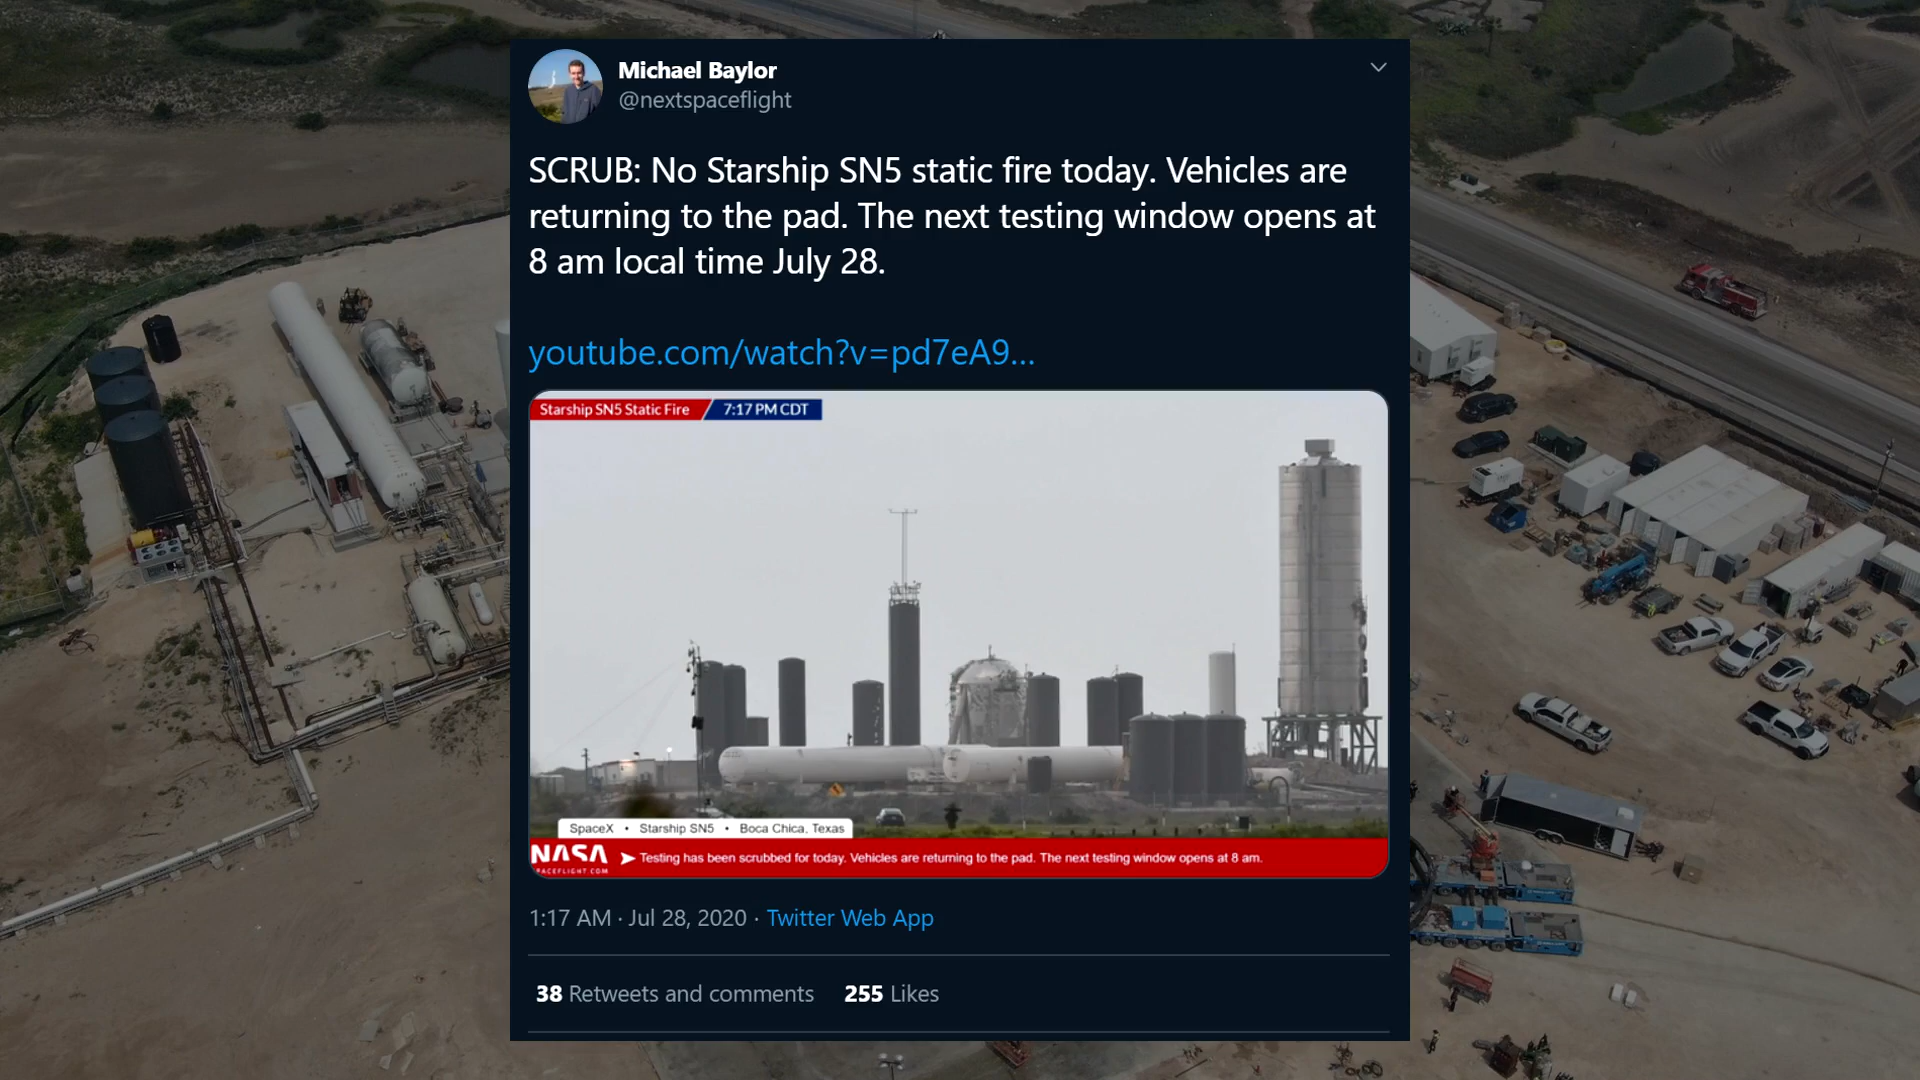 Michael Baylor
@nextspaceflight
SCRUB: No Starship SN5 static fire today. Vehicles are
returning to the pad. The next testing window opens at
8 am local time July 28.
youtube.com/watch?v=pd7eA9...
Starship SN5 Static Fire
7:17 PM CDT
SpaceX • Starship SN5 • Boca Chica, Texas
NASA
SPACEFLIGHT.COM
Testing has been scrubbed for today. Vehicles are returning to the pad. The next testing window opens at 8 am.
1:17 AM · Jul 28, 2020 · Twitter Web App
38 Retweets and comments 255 Likes